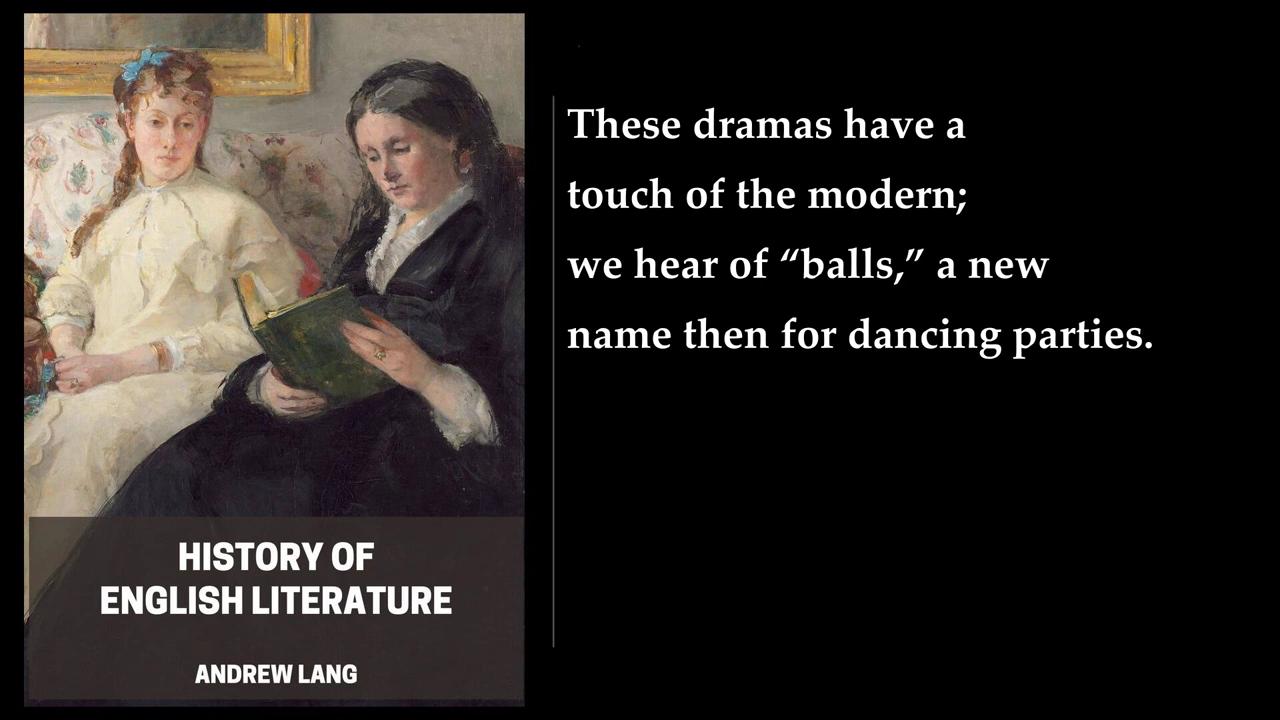 These dramas have a
touch of the modern;
we hear of “balls,” a new
name then for dancing parties.
HISTORY OF
ENGLISH LITERATURE
ANDREW LANG